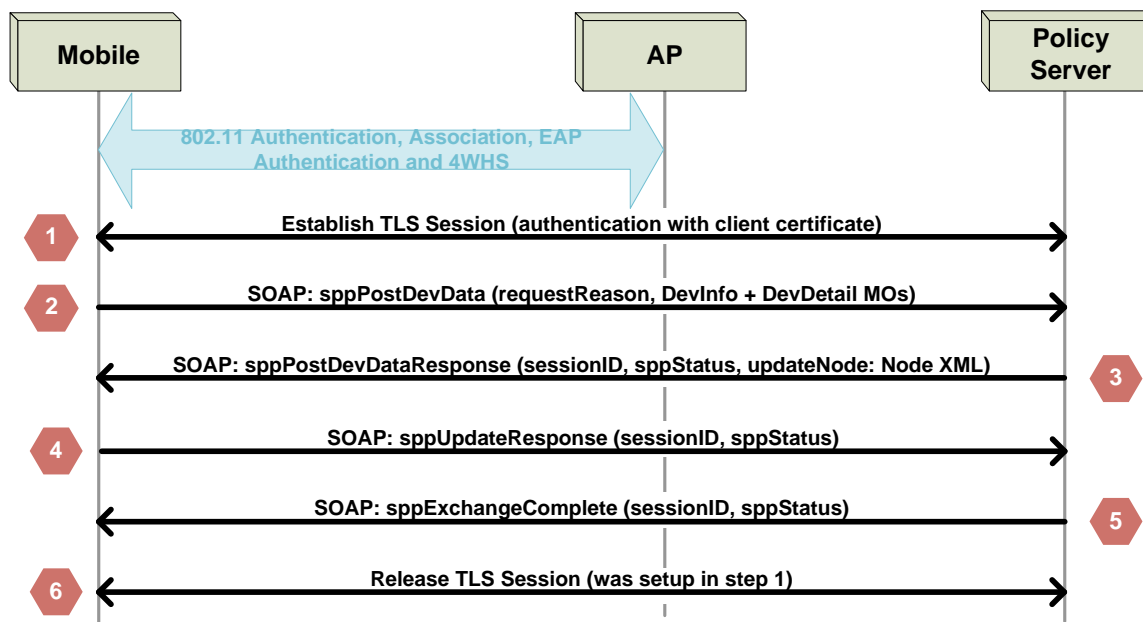 Mobile
AP
Policy
Server
802.11 Authentication, Association, EAP
Authentication and 4WHS
1
Establish TLS Session (authentication with client certificate)
2
SOAP: sppPostDevData (requestReason, DevInfo + DevDetail MOs)
SOAP: sppPostDevDataResponse (sessionID, sppStatus, updateNode: Node XML)
3
4
SOAP: sppUpdateResponse (sessionID, sppStatus)
SOAP: sppExchangeComplete (sessionID, sppStatus)
5
6
Release TLS Session (was setup in step 1)